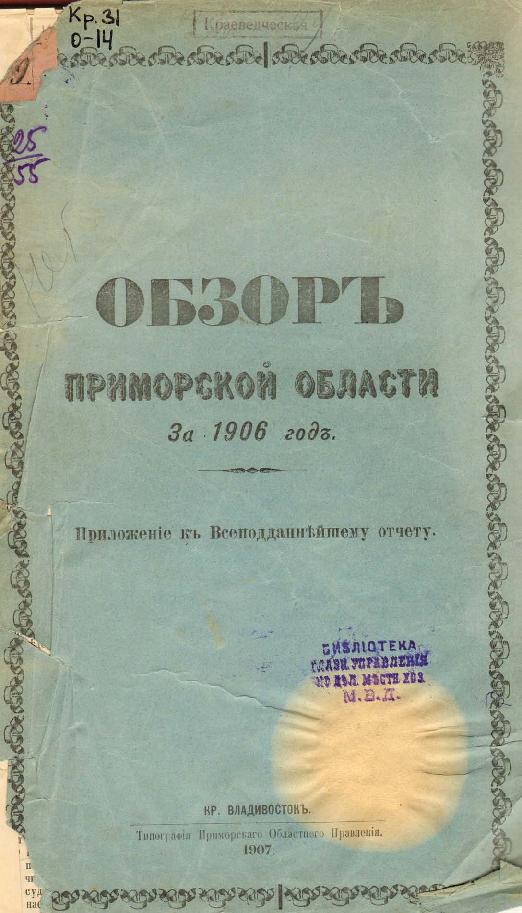 Кр. 31
О-14
Краеведческая
9.
25
55
ОБЗОРЪ
ПРИМОРСКОЙ ОБЛАСТИ
За 1906 годъ.
Приложеніе къ Всеподданнѣйшему отчету.
БИБЛІОТЕКА
ГЛАВН. УПРАВЛЕНІЯ
ПО ДѢЛ. МѢСТН. ХОЗ.
М.В.Д.
КР. ВЛАДИВОСТОКЪ.
Типографія Приморскаго Областного Правленія.
1907